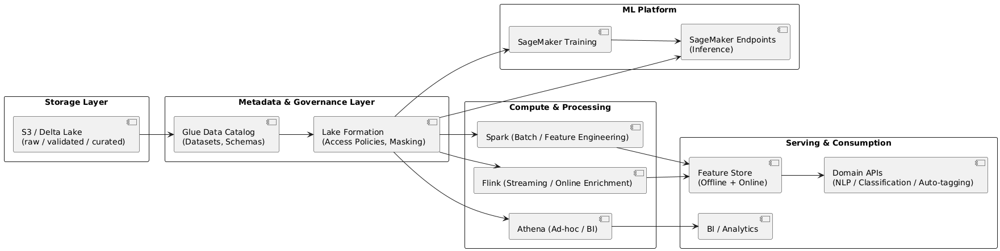 ML Platform
SageMaker Training
SageMaker Endpoints
(Inference)
Storage Layer
S3 / Delta Lake
(raw / validated / curated)
Metadata & Governance Layer
Glue Data Catalog
(Datasets, Schemas)
Lake Formation
(Access Policies, Masking)
Compute & Processing
Spark (Batch / Feature Engineering)
Flink (Streaming / Online Enrichment)
Athena (Ad-hoc / BI)
Serving & Consumption
Feature Store
(Offline + Online)
Domain APIs
(NLP / Classification / Auto-tagging)
BI / Analytics